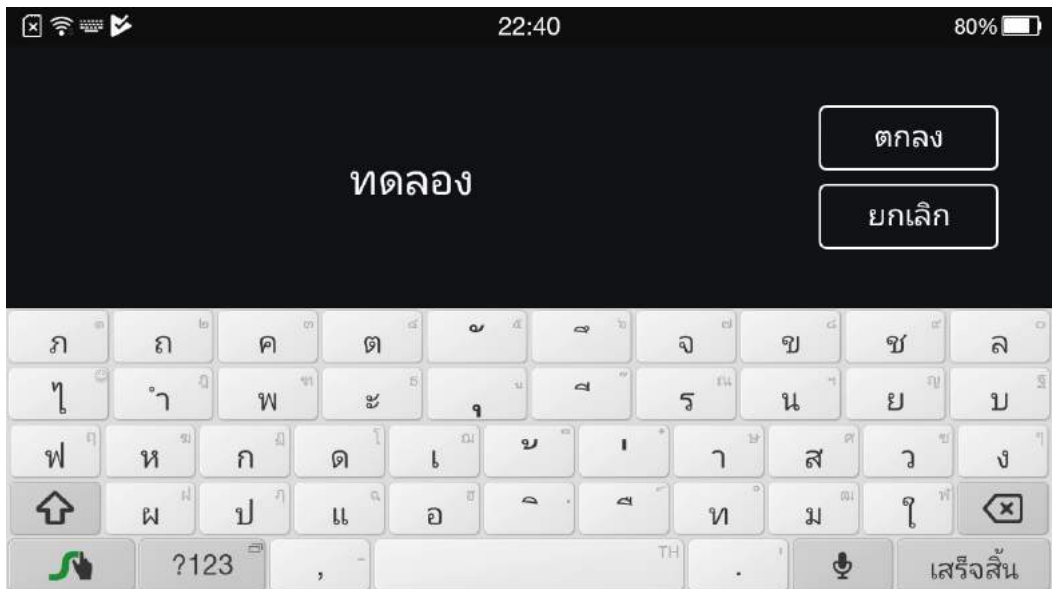 22:40
80%
ทดลอง
ตกลง
ยกเลิก
ภ ถ ค ต ั ึ จ ข ช ล
ไ ำ พ ะ ุ ี ร น ย บ
ฟ ห ก ด เ ้ ่ า ส ว ง
ผ ป แ อ ิ ื ท ม ใ
?123 , - TH . เสร็จสิ้น